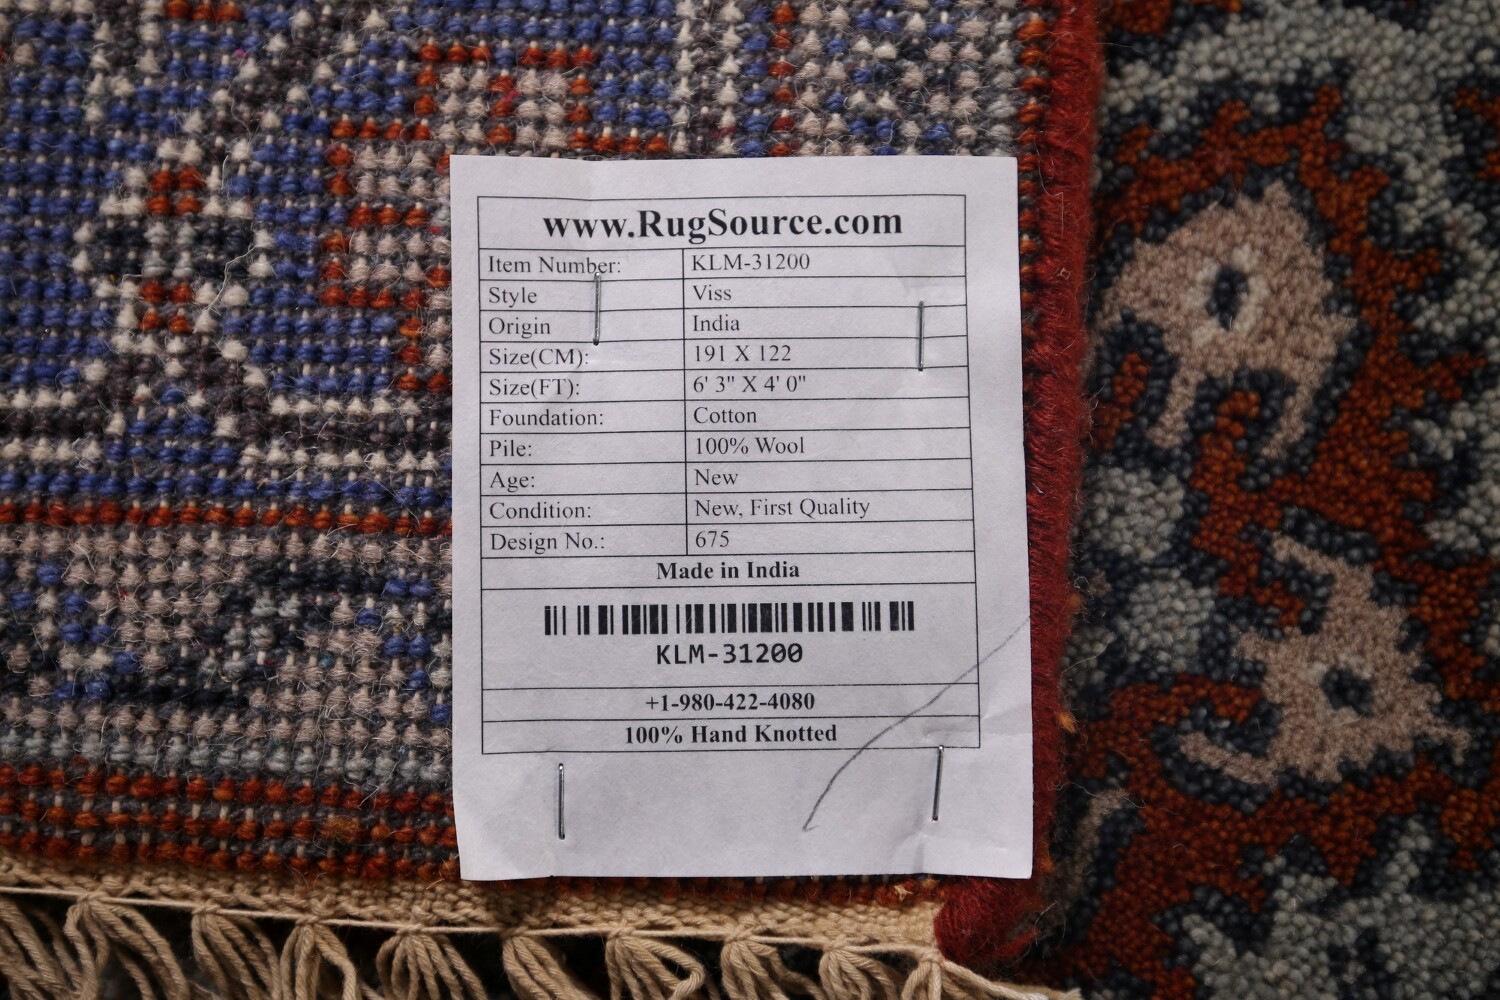 www.RugSource.com
Item Number: KLM-31200
Style Viss
Origin India
Size(CM): 191 X 122
Size(FT): 6' 3" X 4' 0"
Foundation: Cotton
Pile: 100% Wool
Age: New
Condition: New, First Quality
Design No.: 675
Made in India
KLM-31200
+1-980-422-4080
100% Hand Knotted